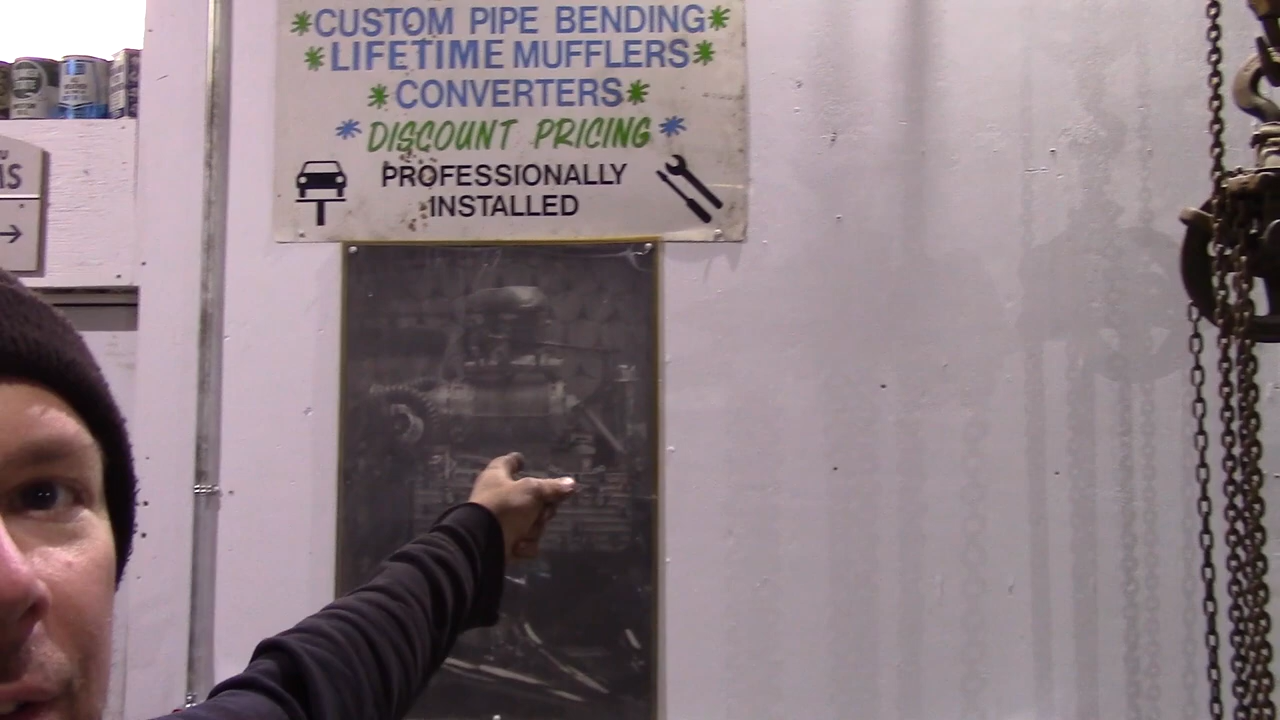 *CUSTOM PIPE BENDING*
*LIFETIME MUFFLERS*
*CONVERTERS*
*DISCOUNT PRICING*
PROFESSIONALLY
INSTALLED